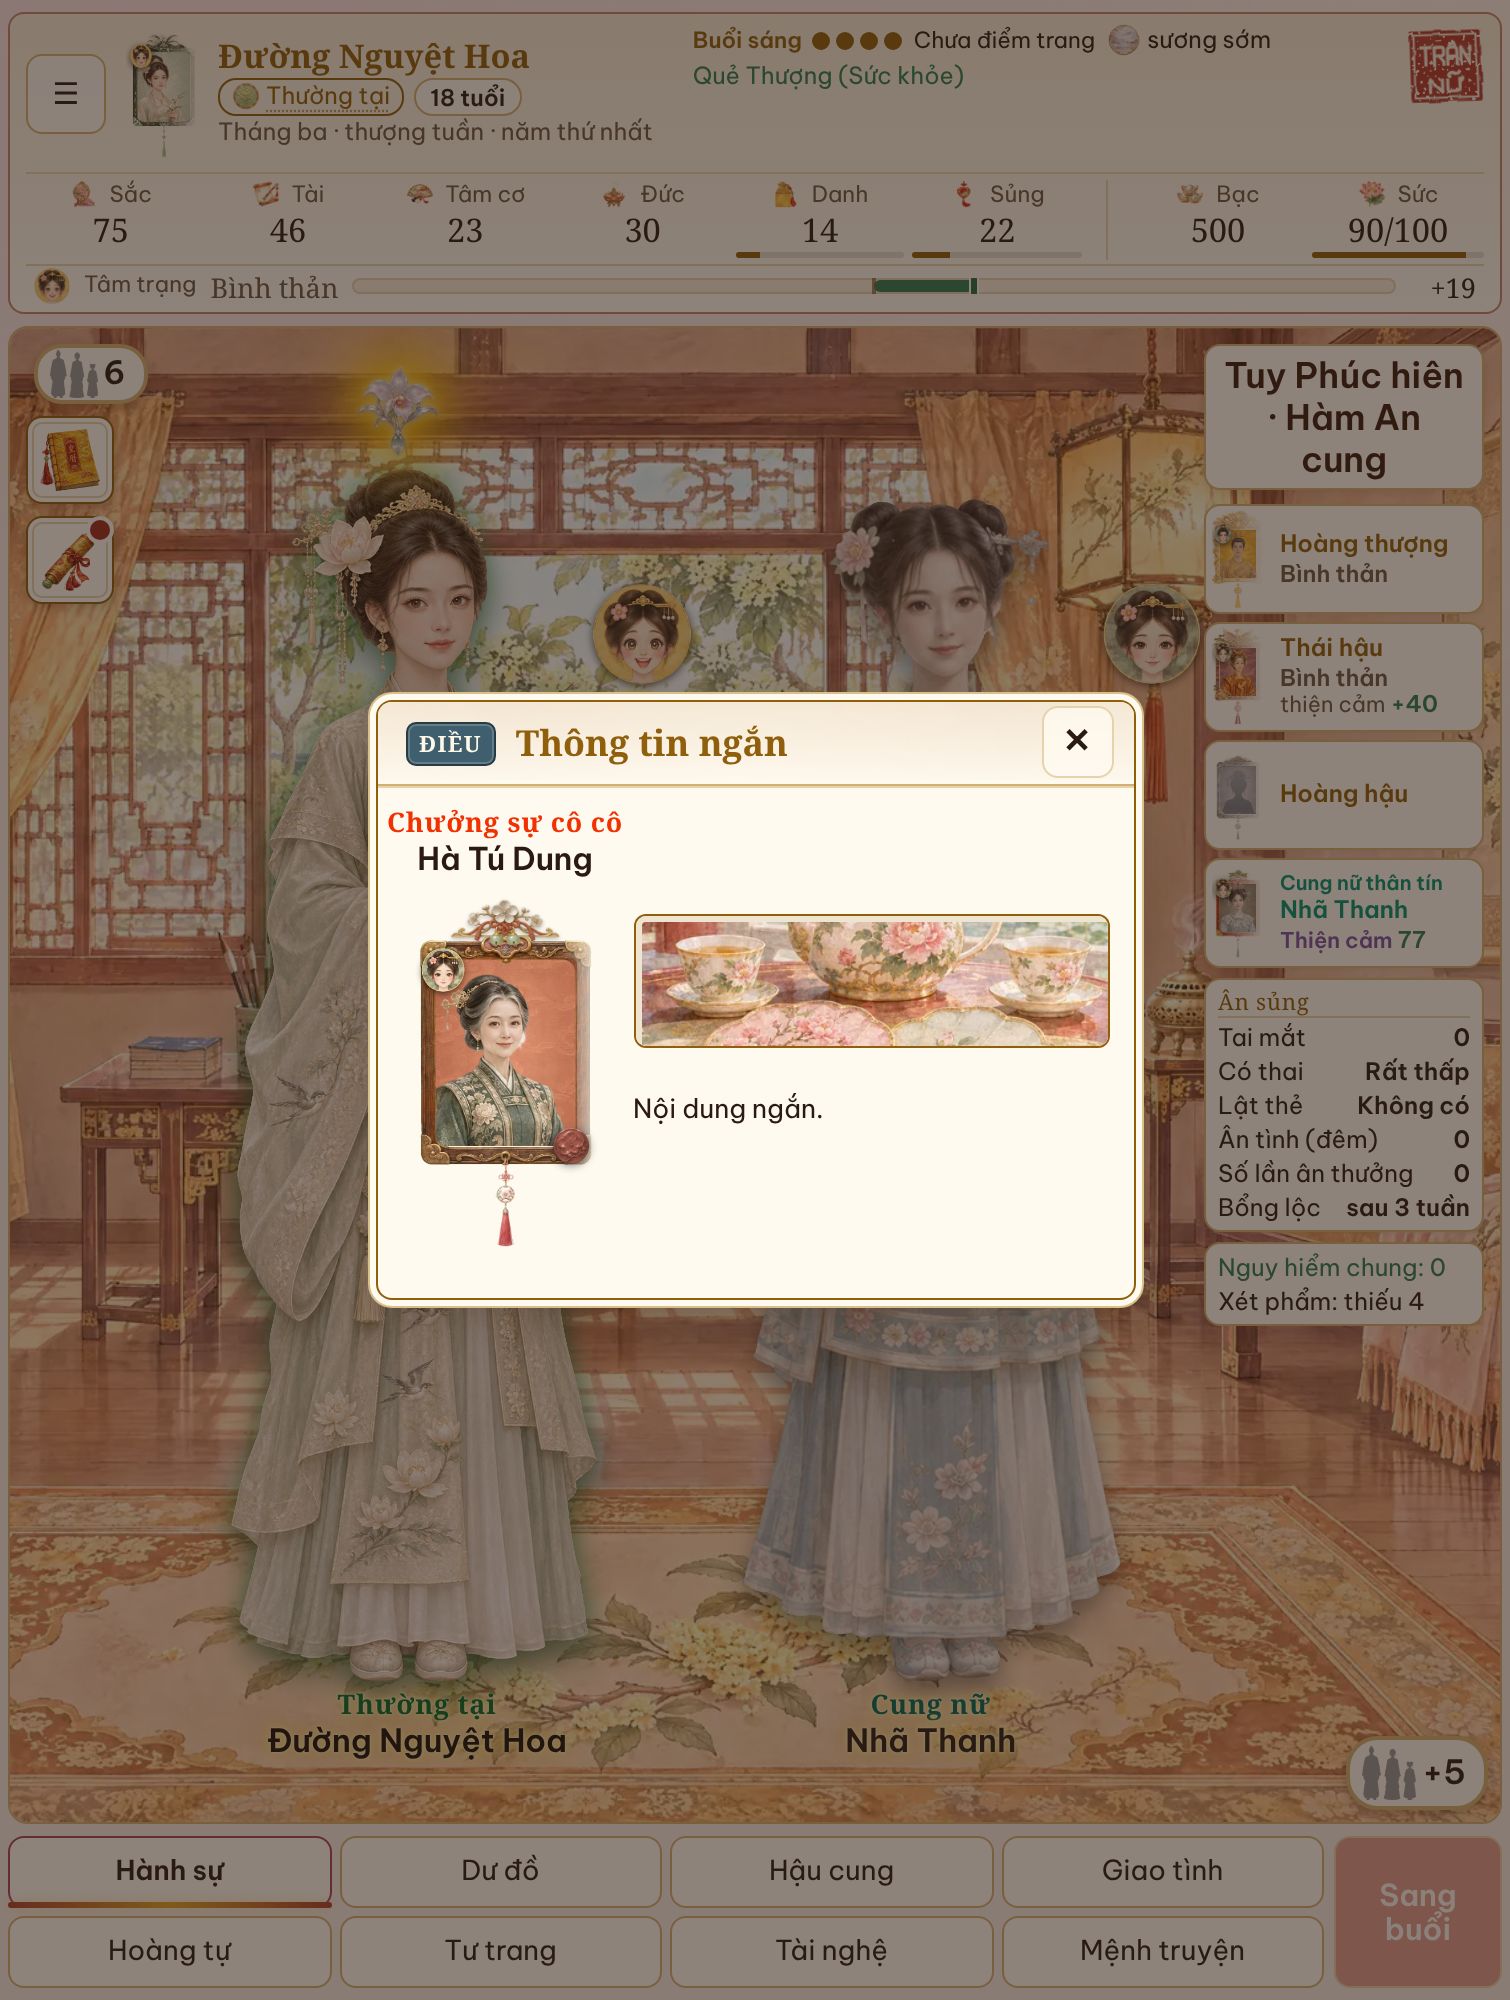 Đường Nguyệt Hoa
Thường tại
18 tuổi
Tháng ba · thượng tuần · năm thứ nhất
Buổi sáng
Chưa điểm trang
sương sớm
Quẻ Thượng (Sức khỏe)
TRÂN
NỮ
Sắc
75
Tài
46
Tâm cơ
23
Đức
30
Danh
14
Sủng
22
Bạc
500
Sức
90/100
Tâm trạng
Bình thản
+19
6
Tuy Phúc hiên
· Hàm An
cung
Hoàng thượng
Bình thản
Thái hậu
Bình thản
thiện cảm +40
Hoàng hậu
Cung nữ thân tín
Nhã Thanh
Thiện cảm 77
Ân sủng
Tai mắt 0
Có thai Rất thấp
Lật thẻ Không có
Ân tình (đêm) 0
Số lần ân thưởng 0
Bổng lộc sau 3 tuần
Nguy hiểm chung: 0
Xét phẩm: thiếu 4
ĐIỀU
Thông tin ngắn
×
Chưởng sự cô cô
Hà Tú Dung
Nội dung ngắn.
Thường tại
Đường Nguyệt Hoa
Cung nữ
Nhã Thanh
+5
Hành sự
Dư đồ
Hậu cung
Giao tình
Sang
buổi
Hoàng tự
Tư trang
Tài nghệ
Mệnh truyện